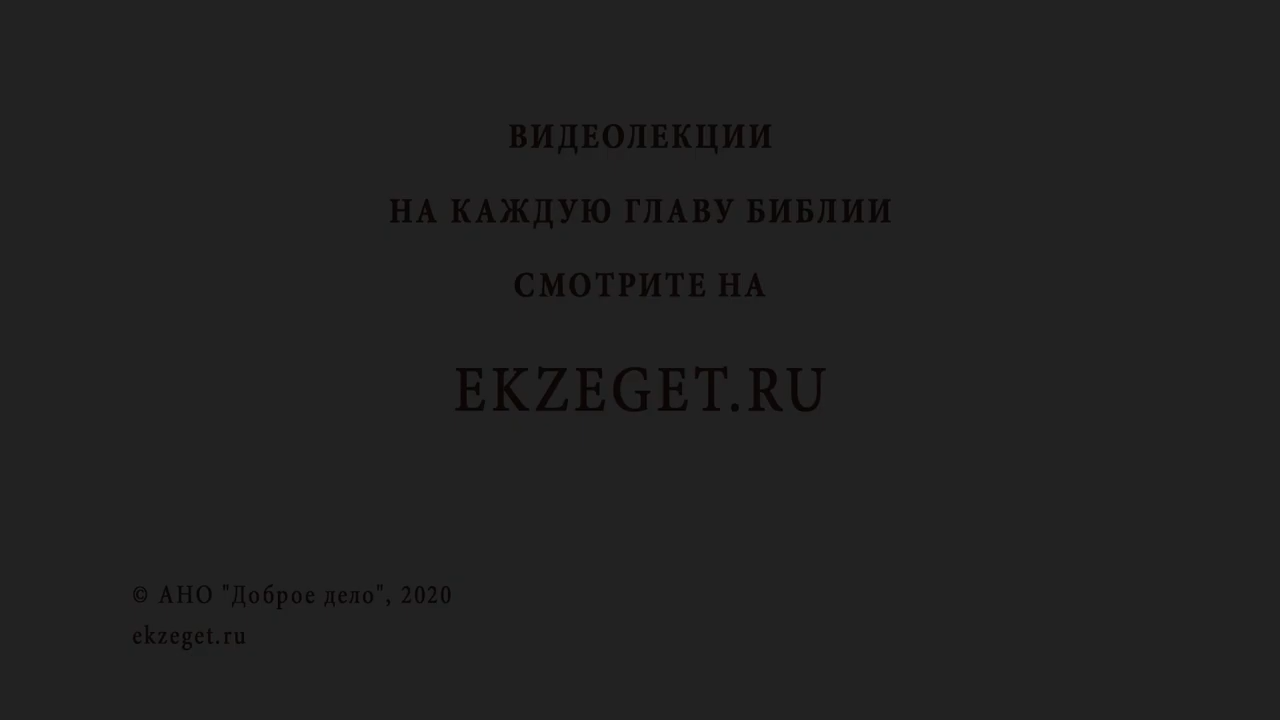 ВИДЕОЛЕКЦИИ
НА КАЖДУЮ ГЛАВУ БИБЛИИ
СМОТРИТЕ НА
EKZEGET.RU
© АНО "Доброе дело", 2020
ekzeget.ru